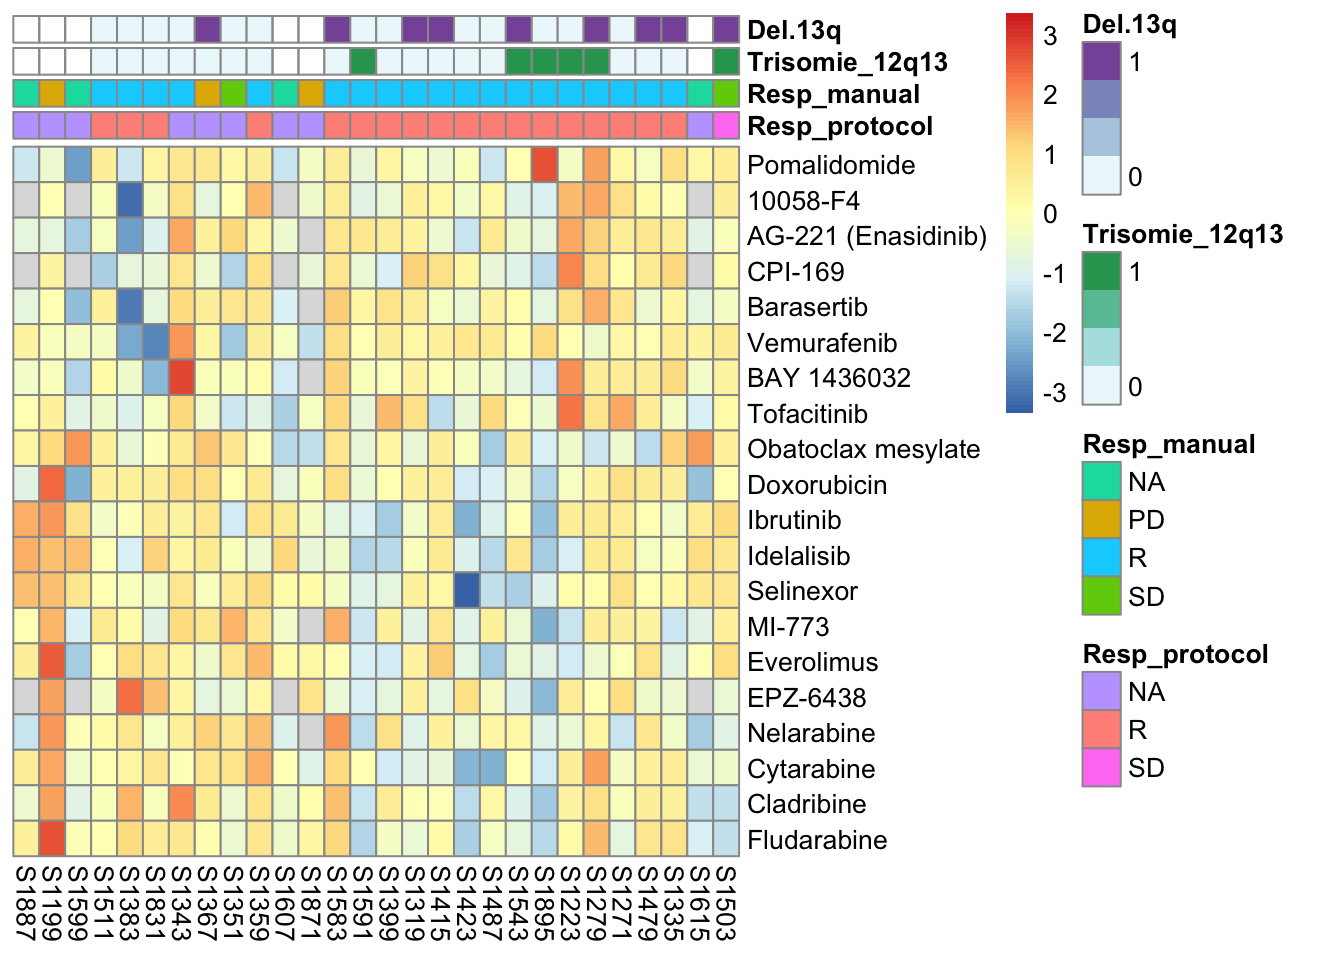 Del.13q
Trisomie_12q13
Resp_manual
Resp_protocol
Pomalidomide
10058-F4
AG-221 (Enasidinib)
CPI-169
Barasertib
Vemurafenib
BAY 1436032
Tofacitinib
Obatoclax mesylate
Doxorubicin
Ibrutinib
Idelalisib
Selinexor
MI-773
Everolimus
EPZ-6438
Nelarabine
Cytarabine
Cladribine
Fludarabine
S1887
S1199
S1599
S1511
S1383
S1831
S1343
S1367
S1351
S1359
S1607
S1871
S1583
S1591
S1399
S1319
S1415
S1423
S1487
S1543
S1895
S1223
S1279
S1271
S1479
S1335
S1615
S1503
3
2
1
0
-1
-2
-3
Del.13q
1
0
Trisomie_12q13
1
0
Resp_manual
NA
PD
R
SD
Resp_protocol
NA
R
SD